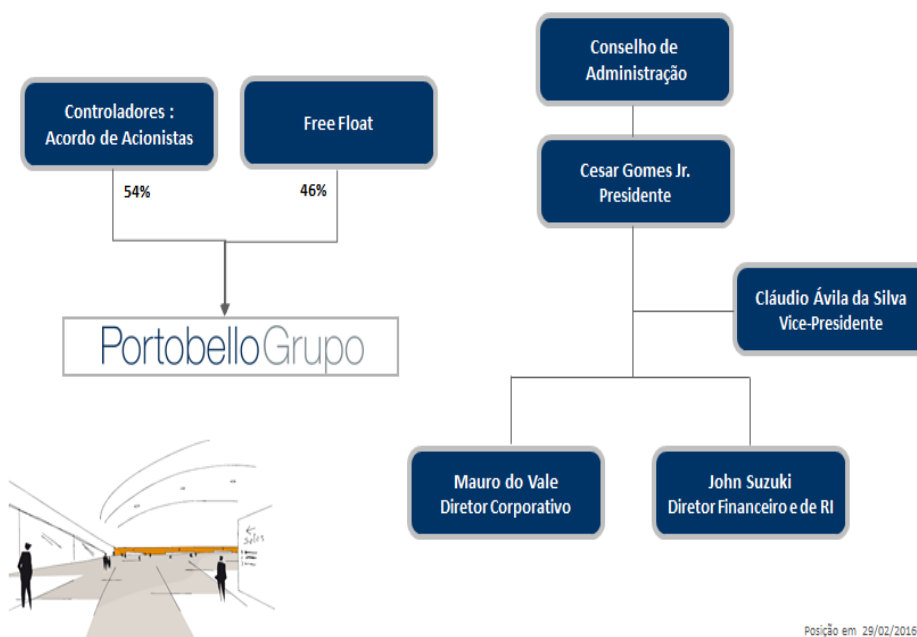 Controladores :
Acordo de Acionistas
Free Float
54%
46%
PortobelloGrupo
Conselho de
Administração
Cesar Gomes Jr.
Presidente
Cláudio Ávila da Silva
Vice-Presidente
Mauro do Vale
Diretor Corporativo
John Suzuki
Diretor Financeiro e de RI
Posição em 29/02/2016